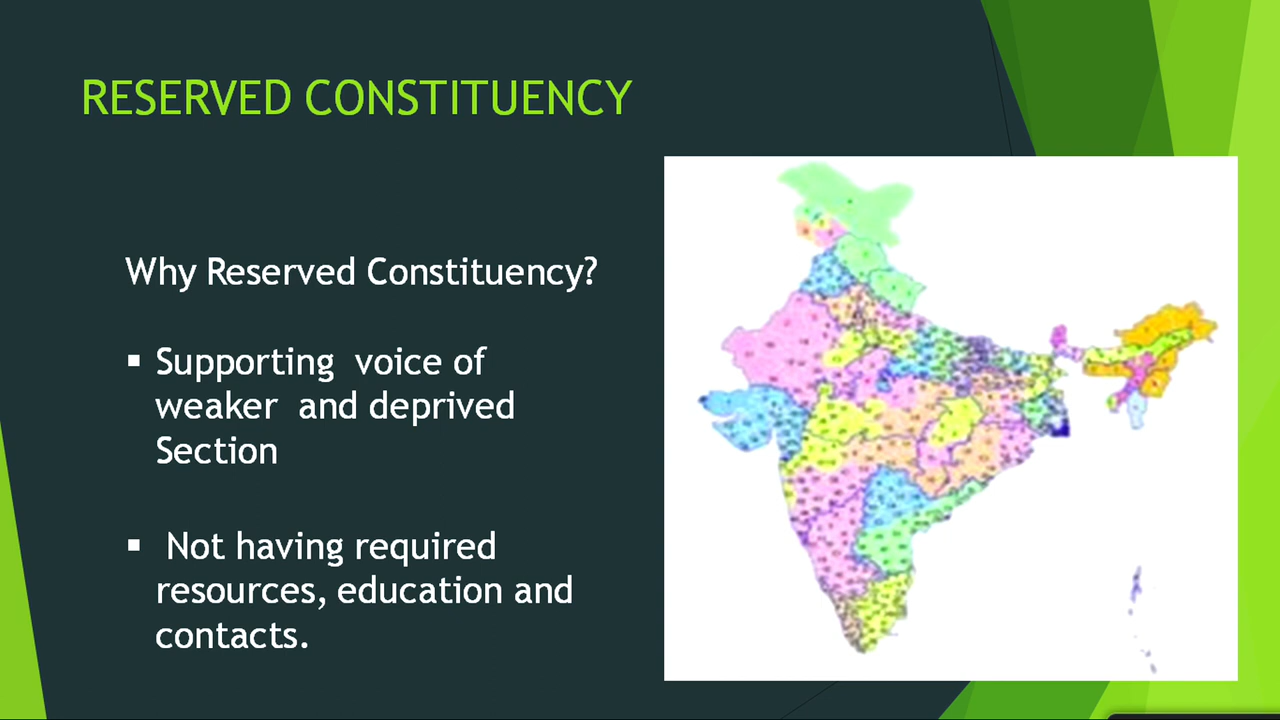 RESERVED CONSTITUENCY
Why Reserved Constituency?
▪ Supporting voice of
weaker and deprived
Section
▪ Not having required
resources, education and
contacts.